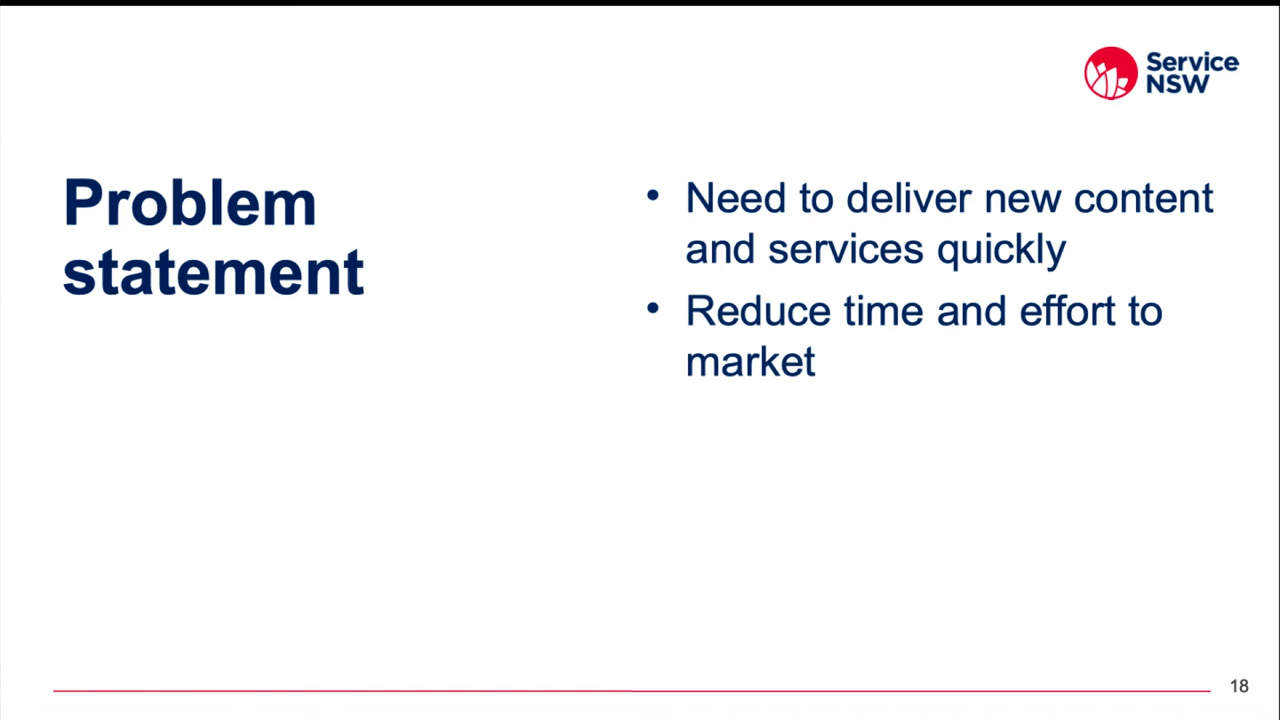 Service
NSW
Problem
statement
• Need to deliver new content
and services quickly
• Reduce time and effort to
market
18